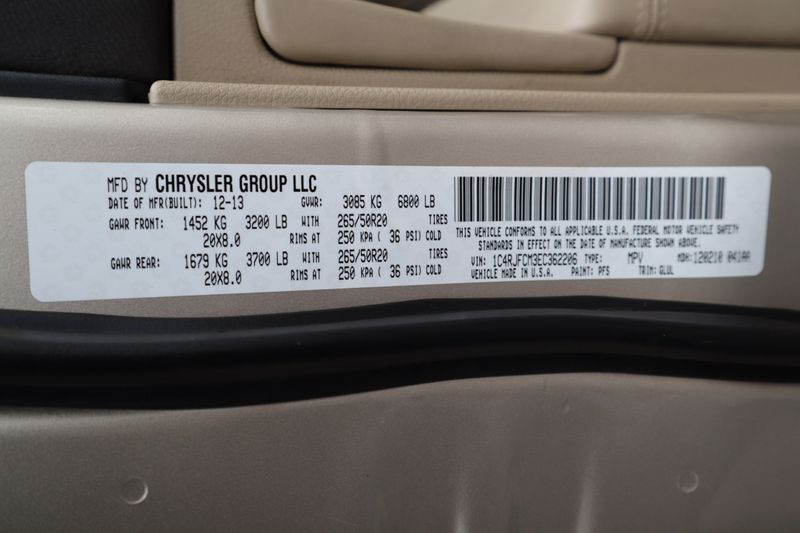 MFD BY CHRYSLER GROUP LLC
DATE OF MFR(BUILT): 12-13 GVWR: 3085 KG 6800 LB
GAWR FRONT: 1452 KG 3200 LB WITH 265/50R20 TIRES
20X8.0 RIMS AT 250 KPA ( 36 PSI) COLD
GAWR REAR: 1679 KG 3700 LB WITH 265/50R20 TIRES
20X8.0 RIMS AT 250 KPA ( 36 PSI) COLD
THIS VEHICLE CONFORMS TO ALL APPLICABLE U.S.A. FEDERAL MOTOR VEHICLE SAFETY
STANDARDS IN EFFECT ON THE DATE OF MANUFACTURE SHOWN ABOVE.
VIN: 1C4RJFCM3EC362206 TYPE: MPV MDH: 120210 041AA
VEHICLE MADE IN U.S.A. PAINT: PFS TRIM: GLUL